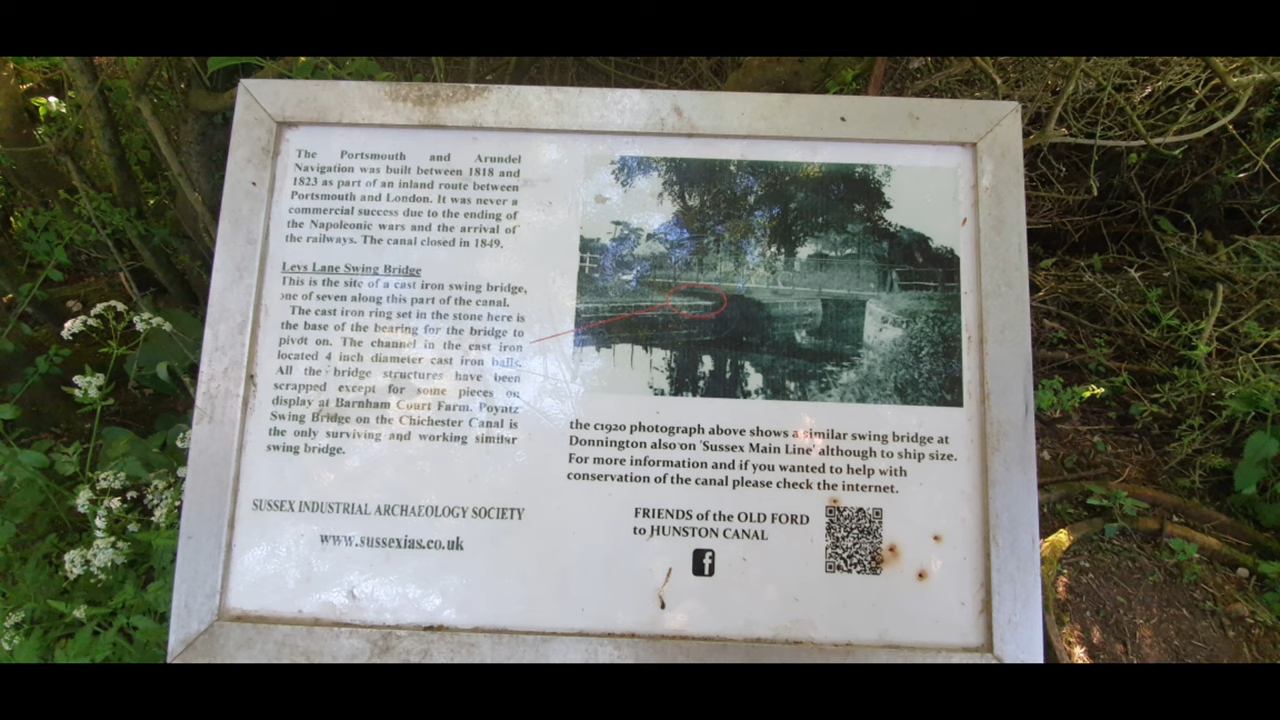 The Portsmouth and Arundel
Navigation was built between 1818 and
1823 as part of an inland route between
Portsmouth and London. It was never a
commercial success due to the ending of
the Napoleonic wars and the arrival of
the railways. The canal closed in 1849.
Levs Lane Swing Bridge
This is the site of a cast iron swing bridge,
one of seven along this part of the canal.
The cast iron ring set in the stone here is
the base of the bearing for the bridge to
pivot on. The channel in the cast iron
located 4 inch diameter cast iron balls.
All the bridge structures have been
scrapped except for some pieces on
display at Barnham Court Farm. Poyntz
Swing Bridge on the Chichester Canal is
the only surviving and working similar
swing bridge.
SUSSEX INDUSTRIAL ARCHAEOLOGY SOCIETY
www.sussexias.co.uk
the c1920 photograph above shows a similar swing bridge at
Donnington also on 'Sussex Main Line' although to ship size.
For more information and if you wanted to help with
conservation of the canal please check the internet.
FRIENDS of the OLD FORD
to HUNSTON CANAL
f